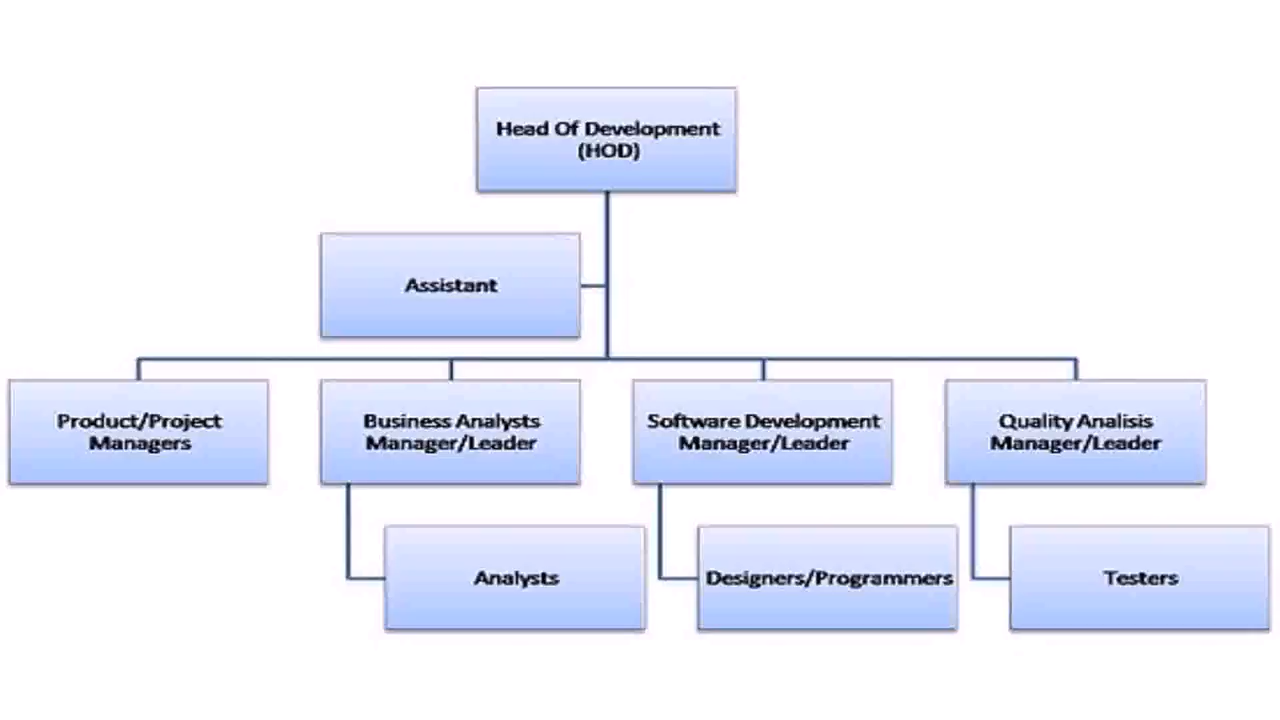 Head Of Development
(HOD)
Assistant
Product/Project
Managers
Business Analysts
Manager/Leader
Software Development
Manager/Leader
Quality Analisis
Manager/Leader
Analysts
Designers/Programmers
Testers